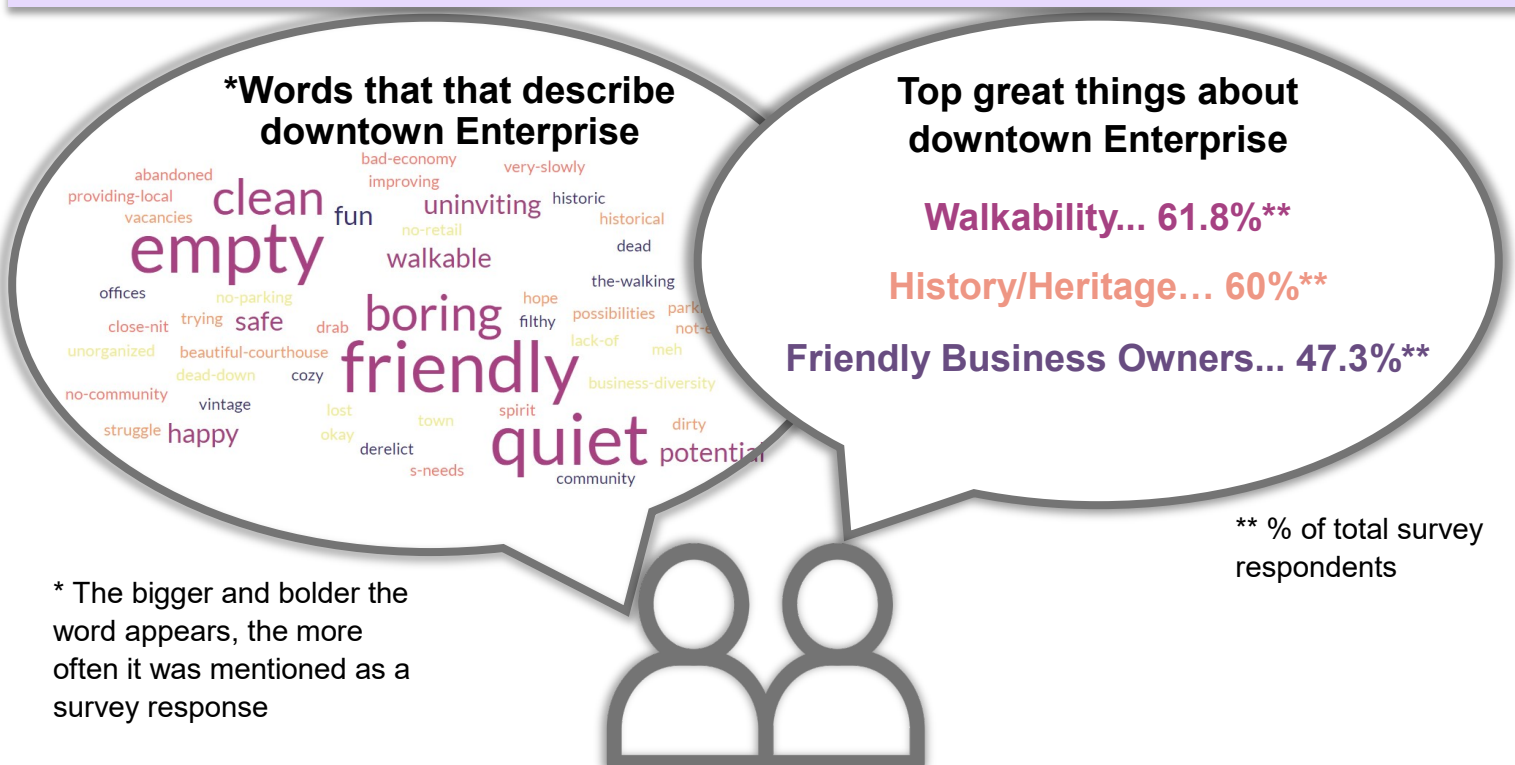 *Words that that describe
downtown Enterprise
bad-economy
very-slowly
abandoned
improving
providing-local
clean
fun
uninviting
historic
vacancies
historical
no-retail
empty
walkable
dead
the-walking
offices
no-parking
hope
possibilities
close-nit
trying
safe
drab
boring
filthy
unorganized
beautiful-courthouse
lack-of
meh
dead-down
cozy
friendly
business-diversity
no-community
vintage
lost
town
spirit
struggle
happy
okay
derelict
quiet
dirty
potential
s-needs
community
Top great things about
downtown Enterprise
Walkability... 61.8%**
History/Heritage... 60%**
Friendly Business Owners... 47.3%**
* The bigger and bolder the
word appears, the more
often it was mentioned as a
survey response
** % of total survey
respondents